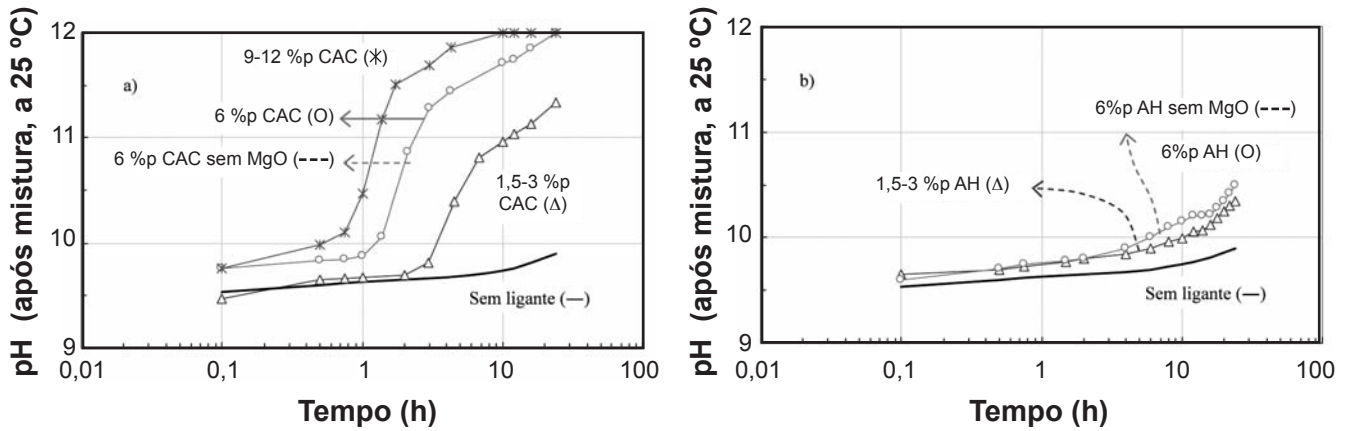 pH (após mistura, a 25 ºC)
12
11
10
9
a)
9-12 %p CAC (✳)
6 %p CAC (O)
6 %p CAC sem MgO (---)
1,5-3 %p
CAC (Δ)
Sem ligante (—)
0,01 0,1 1 10 100
Tempo (h)
pH (após mistura, a 25 ºC)
12
11
10
9
b)
6%p AH sem MgO (---)
6%p AH (O)
1,5-3 %p AH (Δ)
Sem ligante (—)
0,01 0,1 1 10 100
Tempo (h)